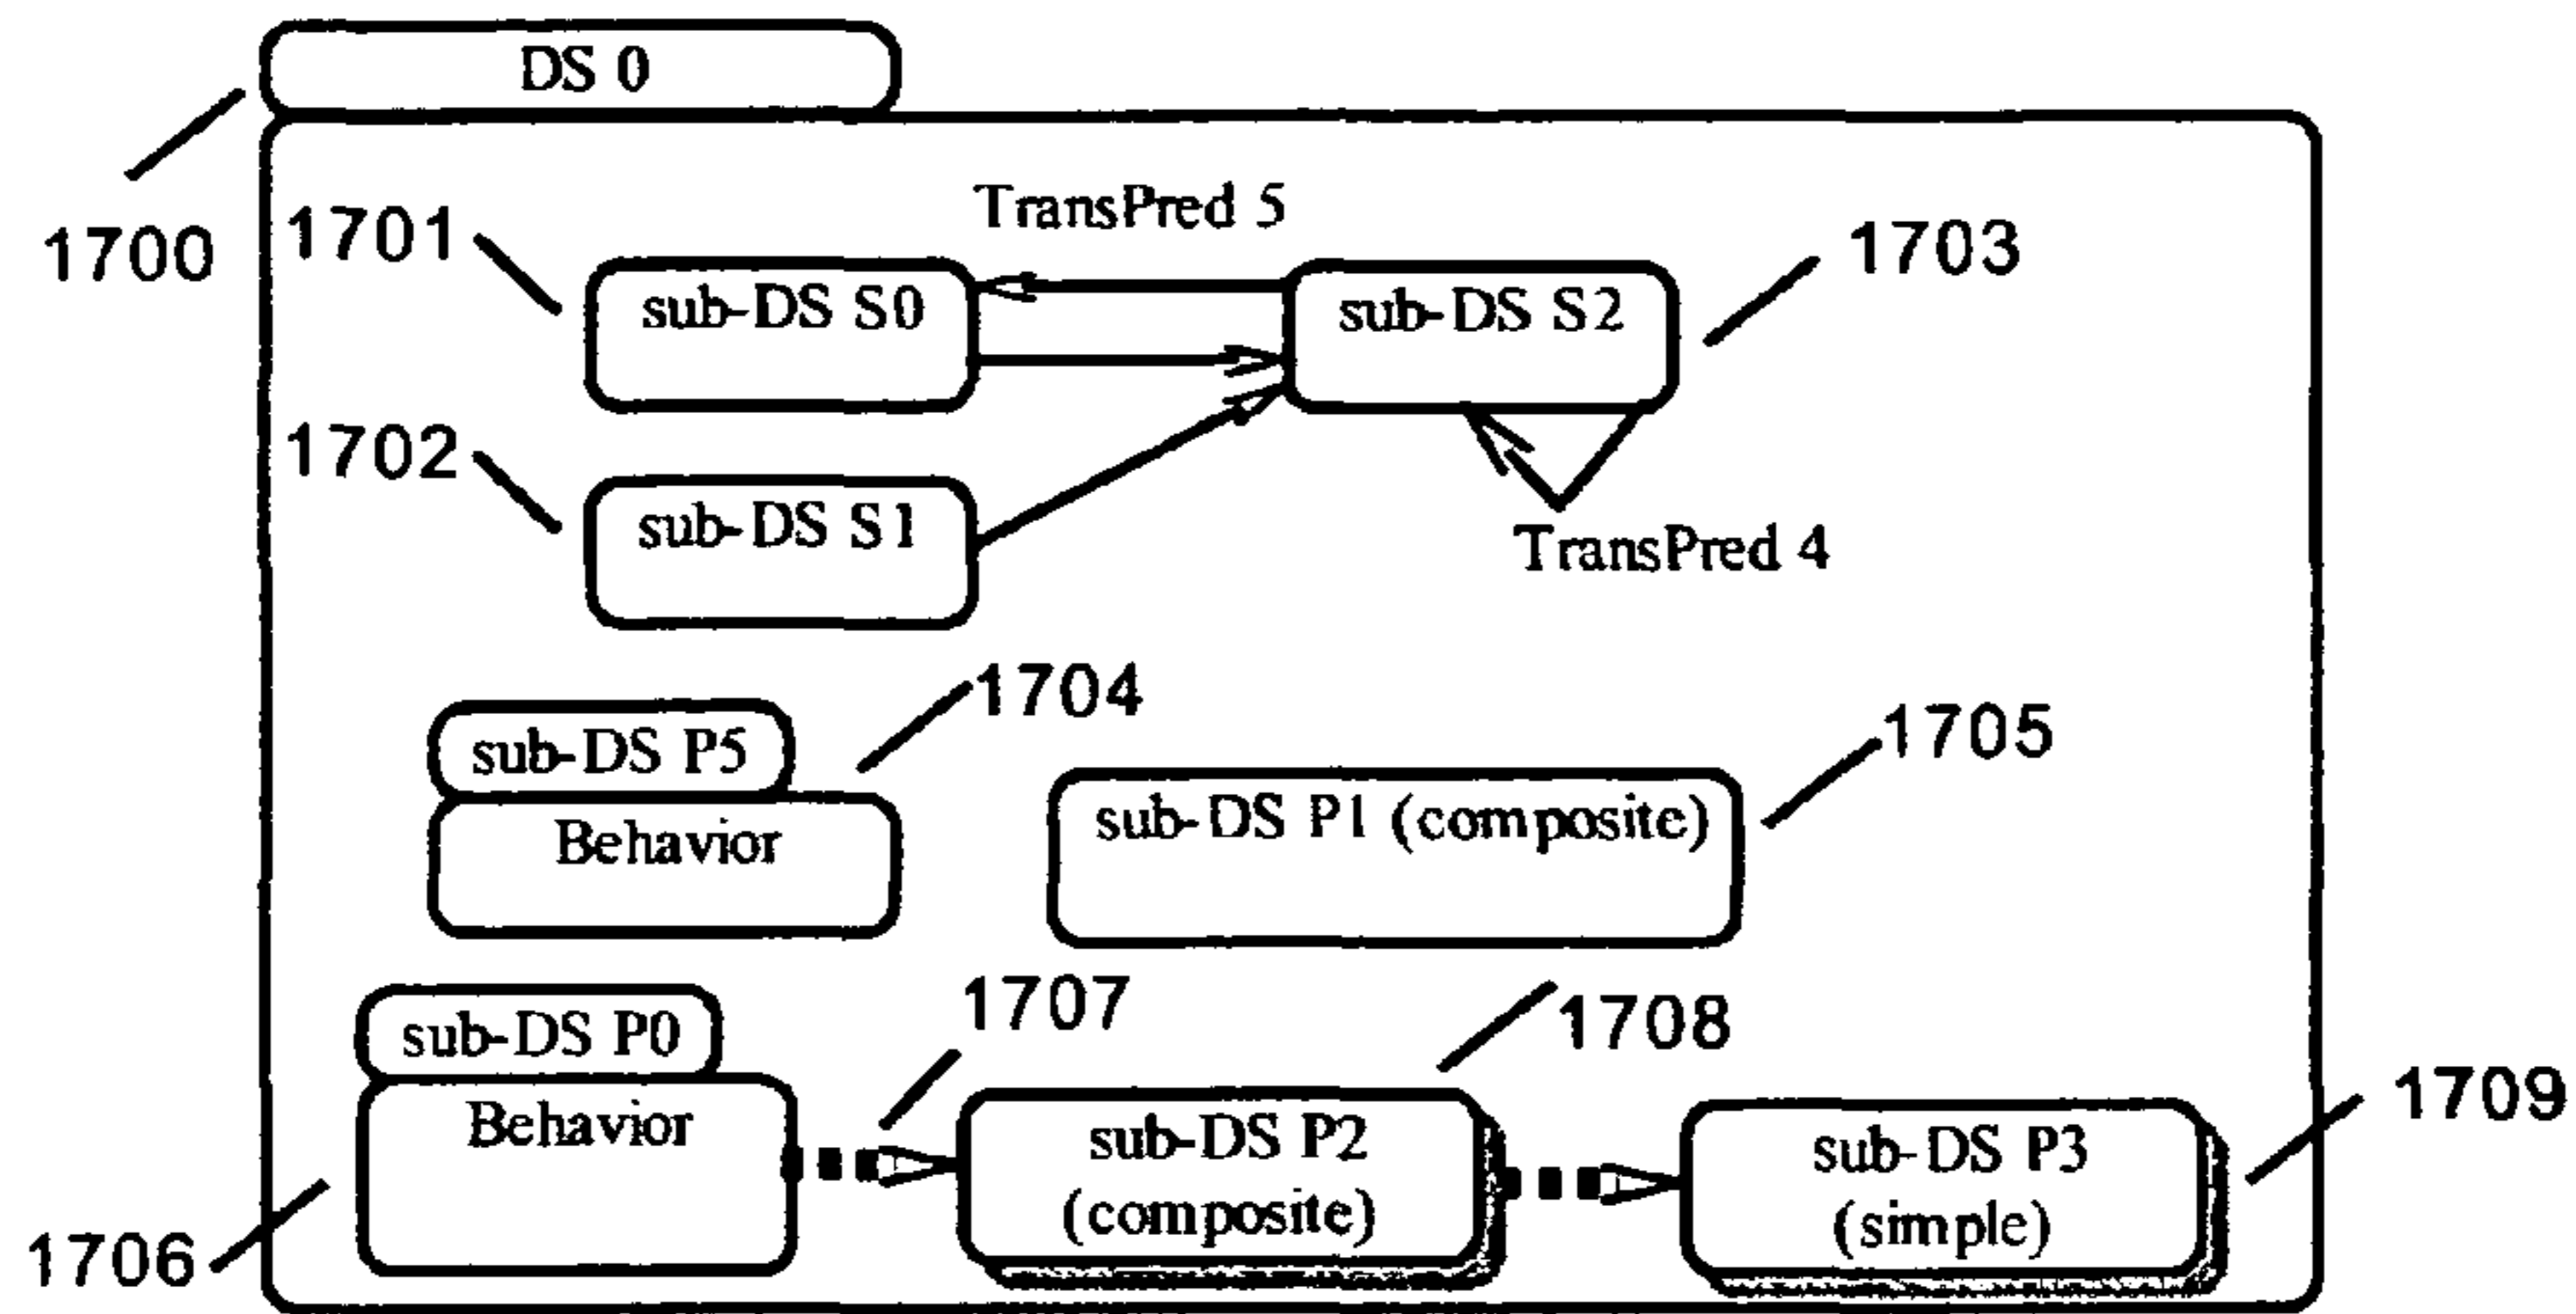 DS 0
1700
1701
TransPred 5
1703
sub-DS S0
sub-DS S2
1702
sub-DS S1
TransPred 4
1704
sub-DS P5
1705
Behavior
sub-DS P1 (composite)
1707
1708
sub-DS P0
1709
Behavior
sub-DS P2
(composite)
sub-DS P3
(simple)
1706